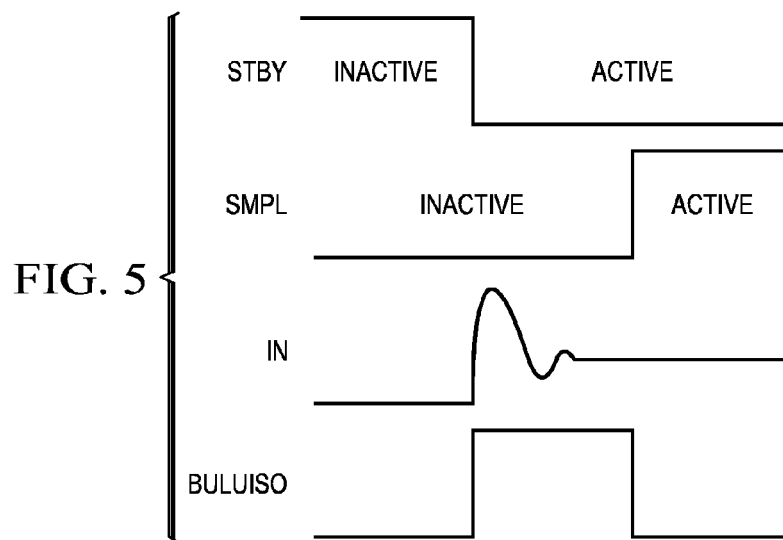 STBY INACTIVE ACTIVE
SMPL INACTIVE ACTIVE
FIG. 5
IN
BULUISO